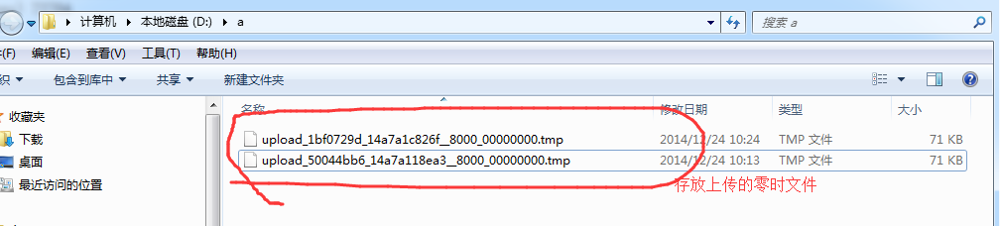 计算机 ▸ 本地磁盘 (D:) ▸ a
搜索 a
(F) 编辑(E) 查看(V) 工具(T) 帮助(H)
织 包含到库中 共享 新建文件夹
收藏夹
下载
桌面
最近访问的位置
名称 修改日期 类型 大小
upload_1bf0729d_14a7a1c826f__8000_00000000.tmp 2014/12/24 10:24 TMP 文件 71 KB
upload_50044bb6_14a7a118ea3__8000_00000000.tmp 2014/12/24 10:13 TMP 文件 71 KB
存放上传的零时文件